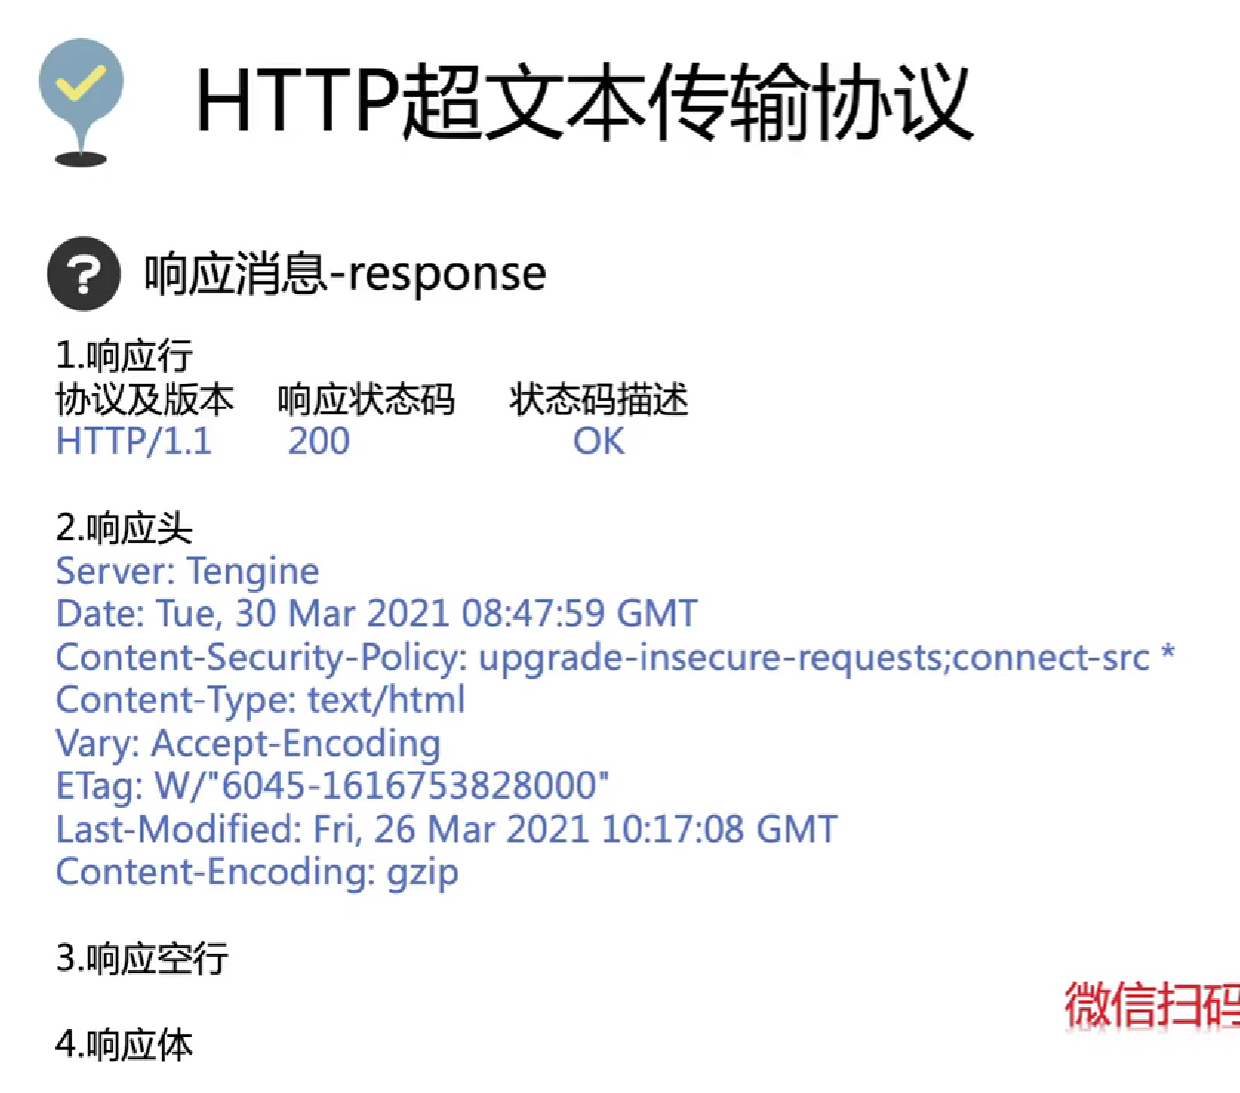 HTTP超文本传输协议
响应消息-response
1.响应行
协议及版本 响应状态码 状态码描述
HTTP/1.1 200 OK
2.响应头
Server: Tengine
Date: Tue, 30 Mar 2021 08:47:59 GMT
Content-Security-Policy: upgrade-insecure-requests;connect-src *
Content-Type: text/html
Vary: Accept-Encoding
ETag: W/"6045-1616753828000"
Last-Modified: Fri, 26 Mar 2021 10:17:08 GMT
Content-Encoding: gzip
3.响应空行
微信扫码
4.响应体